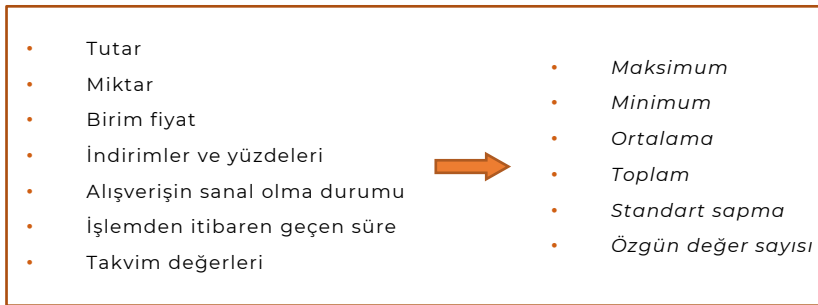 Tutar
Miktar
Birim fiyat
İndirimler ve yüzdeleri
Alışverişin sanal olma durumu
İşlemden itibaren geçen süre
Takvim değerleri
Maksimum
Minimum
Ortalama
Toplam
Standart sapma
Özgün değer sayısı